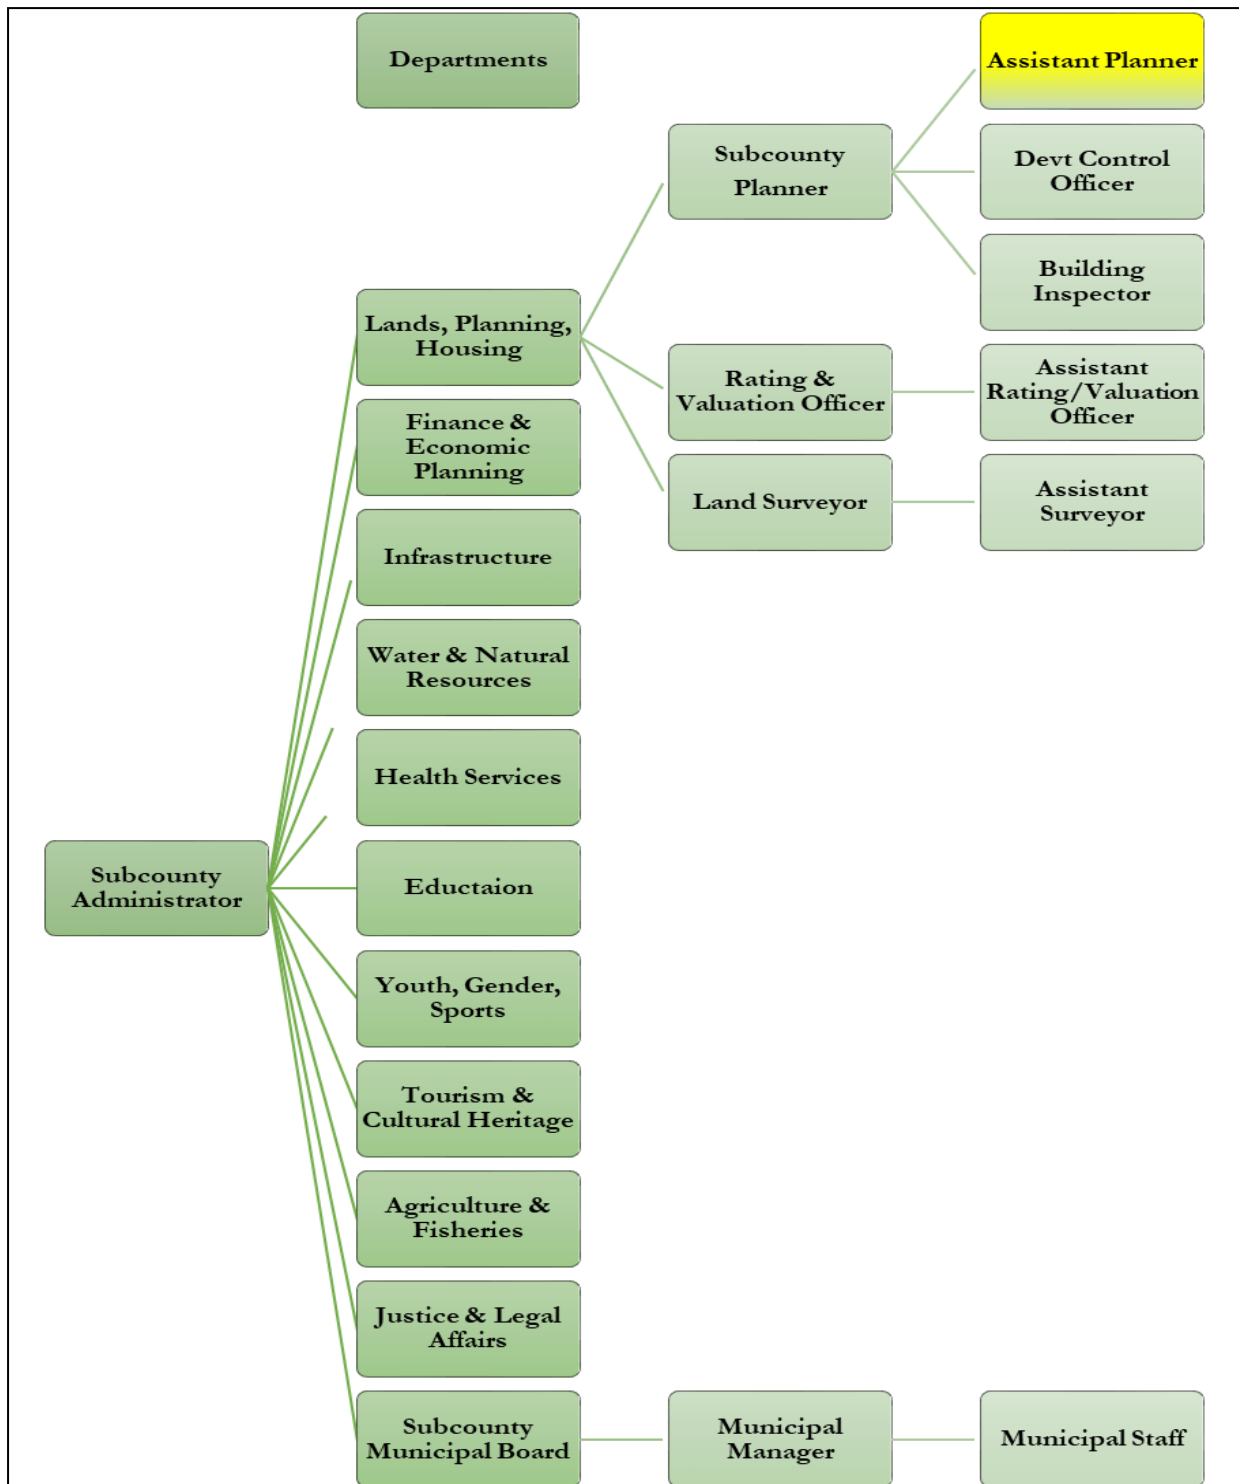 Departments
Assistant Planner
Subcounty
Planner
Devt Control
Officer
Building
Inspector
Lands, Planning,
Housing
Rating &
Valuation Officer
Assistant
Rating/Valuation
Officer
Finance &
Economic
Planning
Land Surveyor
Assistant
Surveyor
Infrastructure
Water & Natural
Resources
Health Services
Subcounty
Administrator
Eductaion
Youth, Gender,
Sports
Tourism &
Cultural Heritage
Agriculture &
Fisheries
Justice & Legal
Affairs
Subcounty
Municipal Board
Municipal
Manager
Municipal Staff